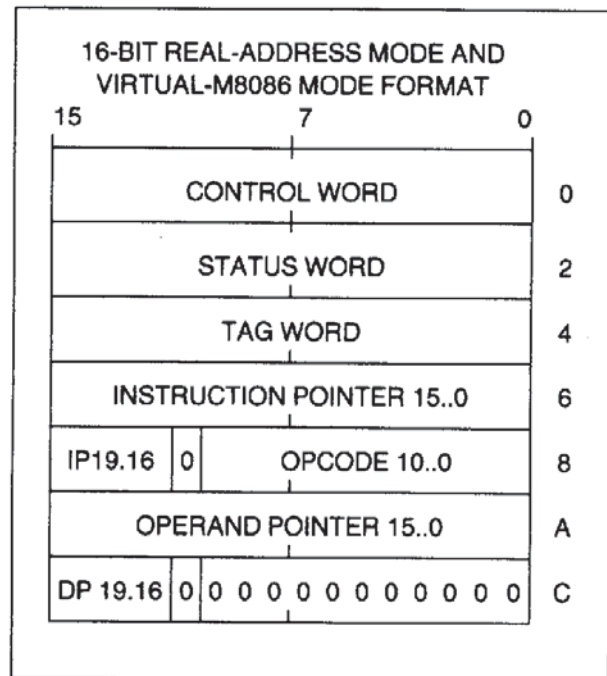 16-BIT REAL-ADDRESS MODE AND
VIRTUAL-M8086 MODE FORMAT
15 7 0
CONTROL WORD 0
STATUS WORD 2
TAG WORD 4
INSTRUCTION POINTER 15..0 6
IP19.16 0 OPCODE 10..0 8
OPERAND POINTER 15..0 A
DP 19.16 0 0 0 0 0 0 0 0 0 0 0 0 C